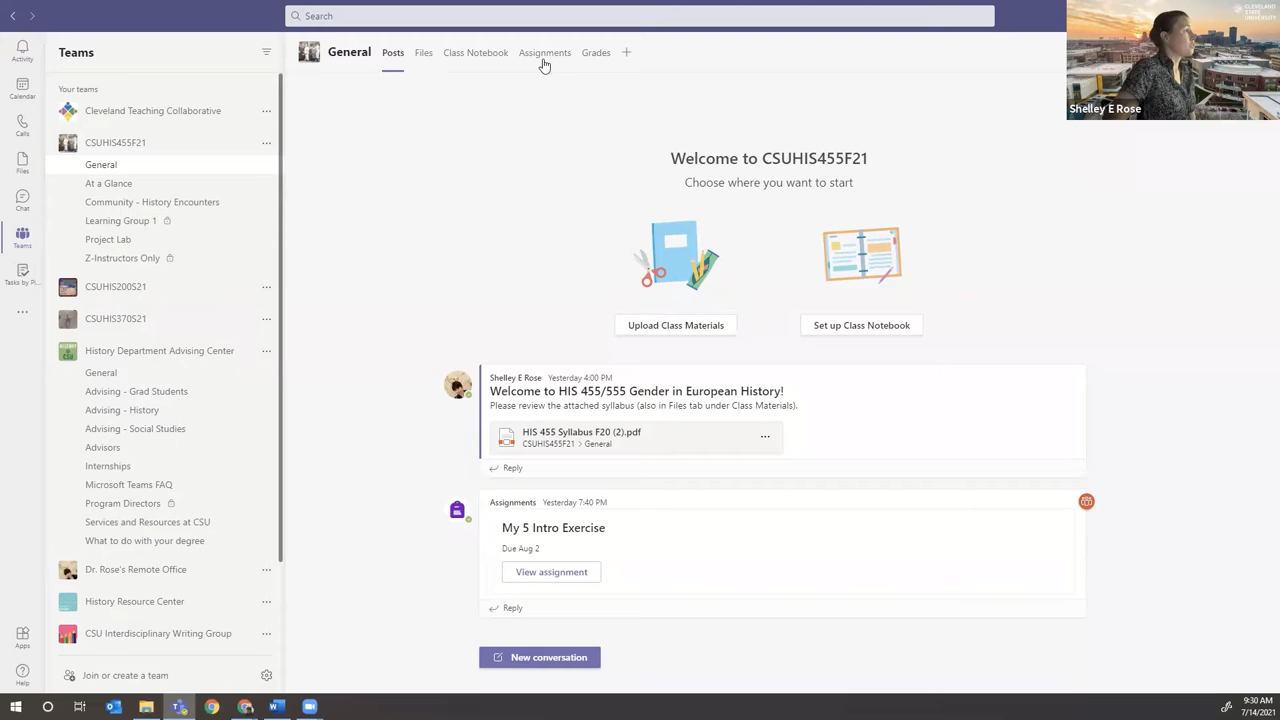 Search
CLEVELAND
STATE
UNIVERSITY
Shelley E Rose
Activity
Calendar
Calls
Files
Chat
Teams
Tasks by Pl...
Apps
Help
Teams
Your teams
Cleveland Teaching Collaborative
CSUHIS455F21
General
At a Glance
Community - History Encounters
Learning Group 1
Project Lab
Z-Instructors Only
CSUHIS200S21
CSUHIS370S21
History Department Advising Center
General
Advising - Grad Students
Advising - History
Advising - Social Studies
Advisors
Internships
Microsoft Teams FAQ
Program Directors
Services and Resources at CSU
What to do with your degree
Dr. Rose's Remote Office
History Resource Center
CSU Interdisciplinary Writing Group
Join or create a team
General Posts Files Class Notebook Assignments Grades
Welcome to CSUHIS455F21
Choose where you want to start
Upload Class Materials
Set up Class Notebook
Shelley E Rose Yesterday 4:00 PM
Welcome to HIS 455/555 Gender in European History!
Please review the attached syllabus (also in Files tab under Class Materials).
HIS 455 Syllabus F20 (2).pdf
CSUHIS455F21 > General
Reply
Assignments Yesterday 7:40 PM
My 5 Intro Exercise
Due Aug 2
View assignment
Reply
New conversation
9:30 AM
7/14/2021